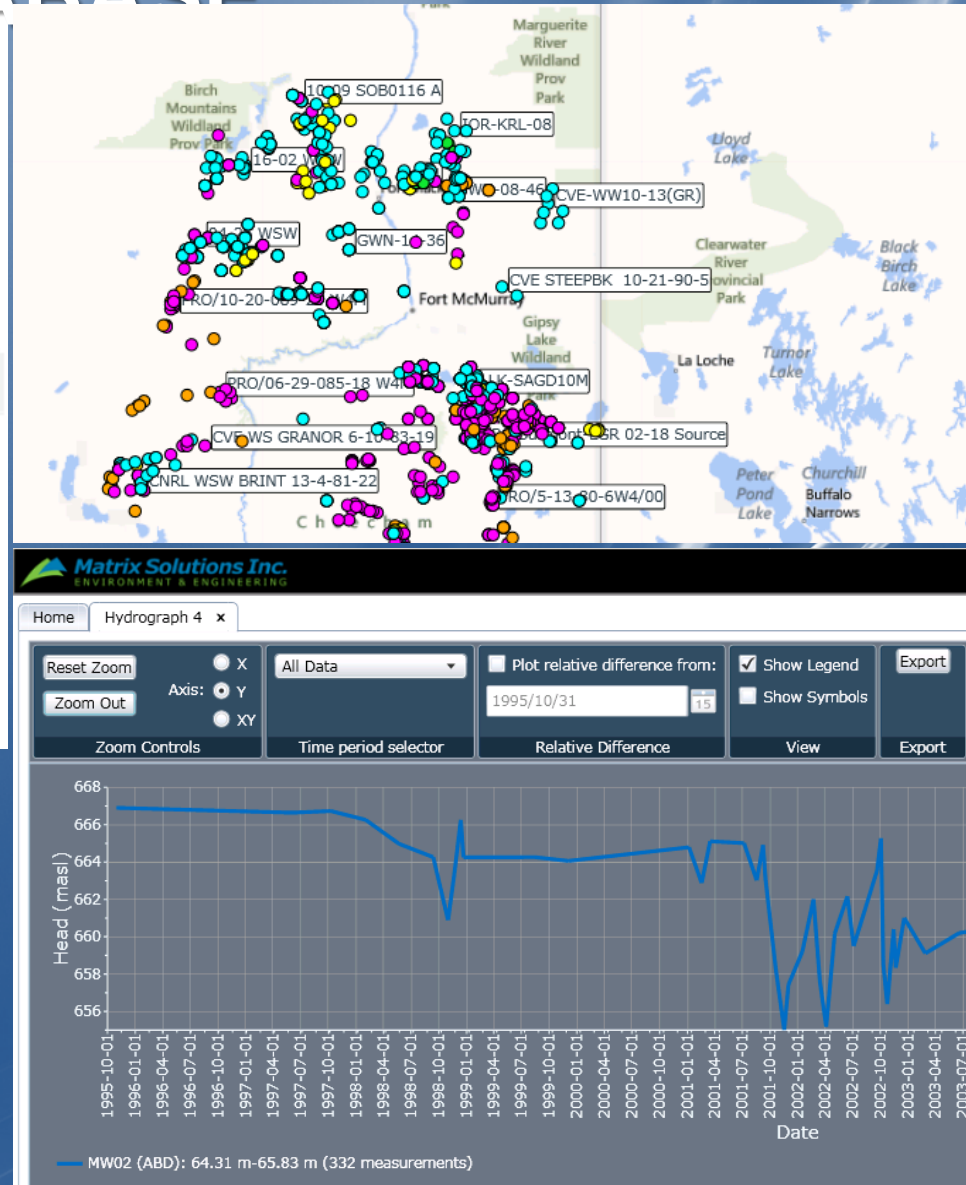 Marguerite
River
Wildland
Prov
Park
Birch
Mountains
Wildland
Prov Park
10-09 SOB0116 A
IOR-KRL-08
Lloyd
Lake
16-02
CVE-WW10-13(GR)
WSW
GWN-
36
Clearwater
River
Provincial
Park
Black
Birch
Lake
CVE STEEPBK 10-21-90-5
Fort McMurray
Gipsy
Lake
Wildland
Park
La Loche
Turnor
Lake
PRO/06-29-085-18 W4
LK-SAGD10M
CVE WS GRANOR 6-10-83-19
02-18 Source
CNRL WSW BRINT 13-4-81-22
Peter
Pond
Lake
Churchill
Buffalo
Narrows
Matrix Solutions Inc.
ENVIRONMENT & ENGINEERING
Home
Hydrograph 4 x
Reset Zoom
Zoom Out
Axis:
X
Y
XY
Zoom Controls
All Data
Time period selector
Plot relative difference from:
1995/10/31
15
Relative Difference
Show Legend
Show Symbols
View
Export
Export
668
666
664
662
660
658
656
Head (masl)
1995-10-01
1996-01-01
1996-04-01
1996-07-01
1996-10-01
1997-01-01
1997-04-01
1997-07-01
1997-10-01
1998-01-01
1998-04-01
1998-07-01
1998-10-01
1999-01-01
1999-04-01
1999-07-01
1999-10-01
2000-01-01
2000-04-01
2000-07-01
2000-10-01
2001-01-01
2001-04-01
2001-07-01
2001-10-01
2002-01-01
2002-04-01
2002-07-01
2002-10-01
2003-01-01
2003-04-01
2003-07-01
Date
MW02 (ABD): 64.31 m-65.83 m (332 measurements)